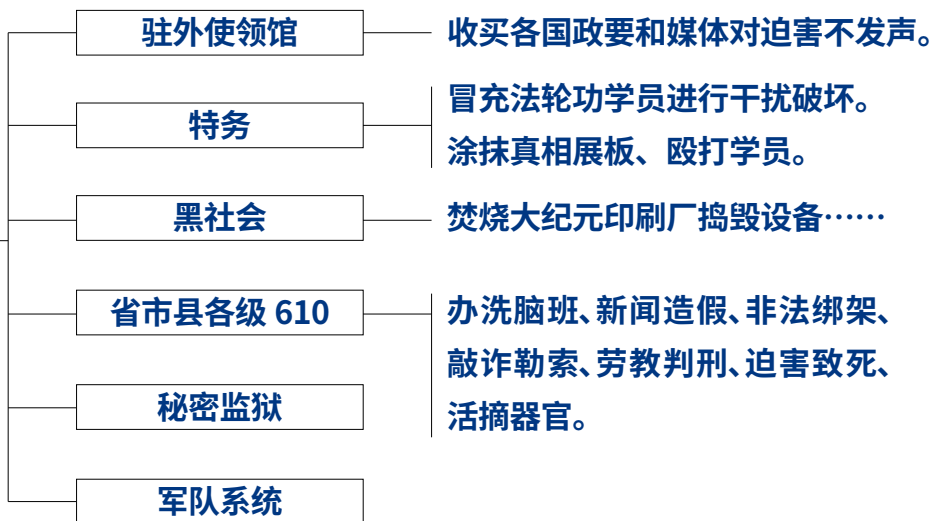 驻外使领馆
收买各国政要和媒体对迫害不发声。
特务
冒充法轮功学员进行干扰破坏。
涂抹真相展板、殴打学员。
黑社会
焚烧大纪元印刷厂捣毁设备……
省市县各级 610
办洗脑班、新闻造假、非法绑架、
敲诈勒索、劳教判刑、迫害致死、
活摘器官。
秘密监狱
军队系统